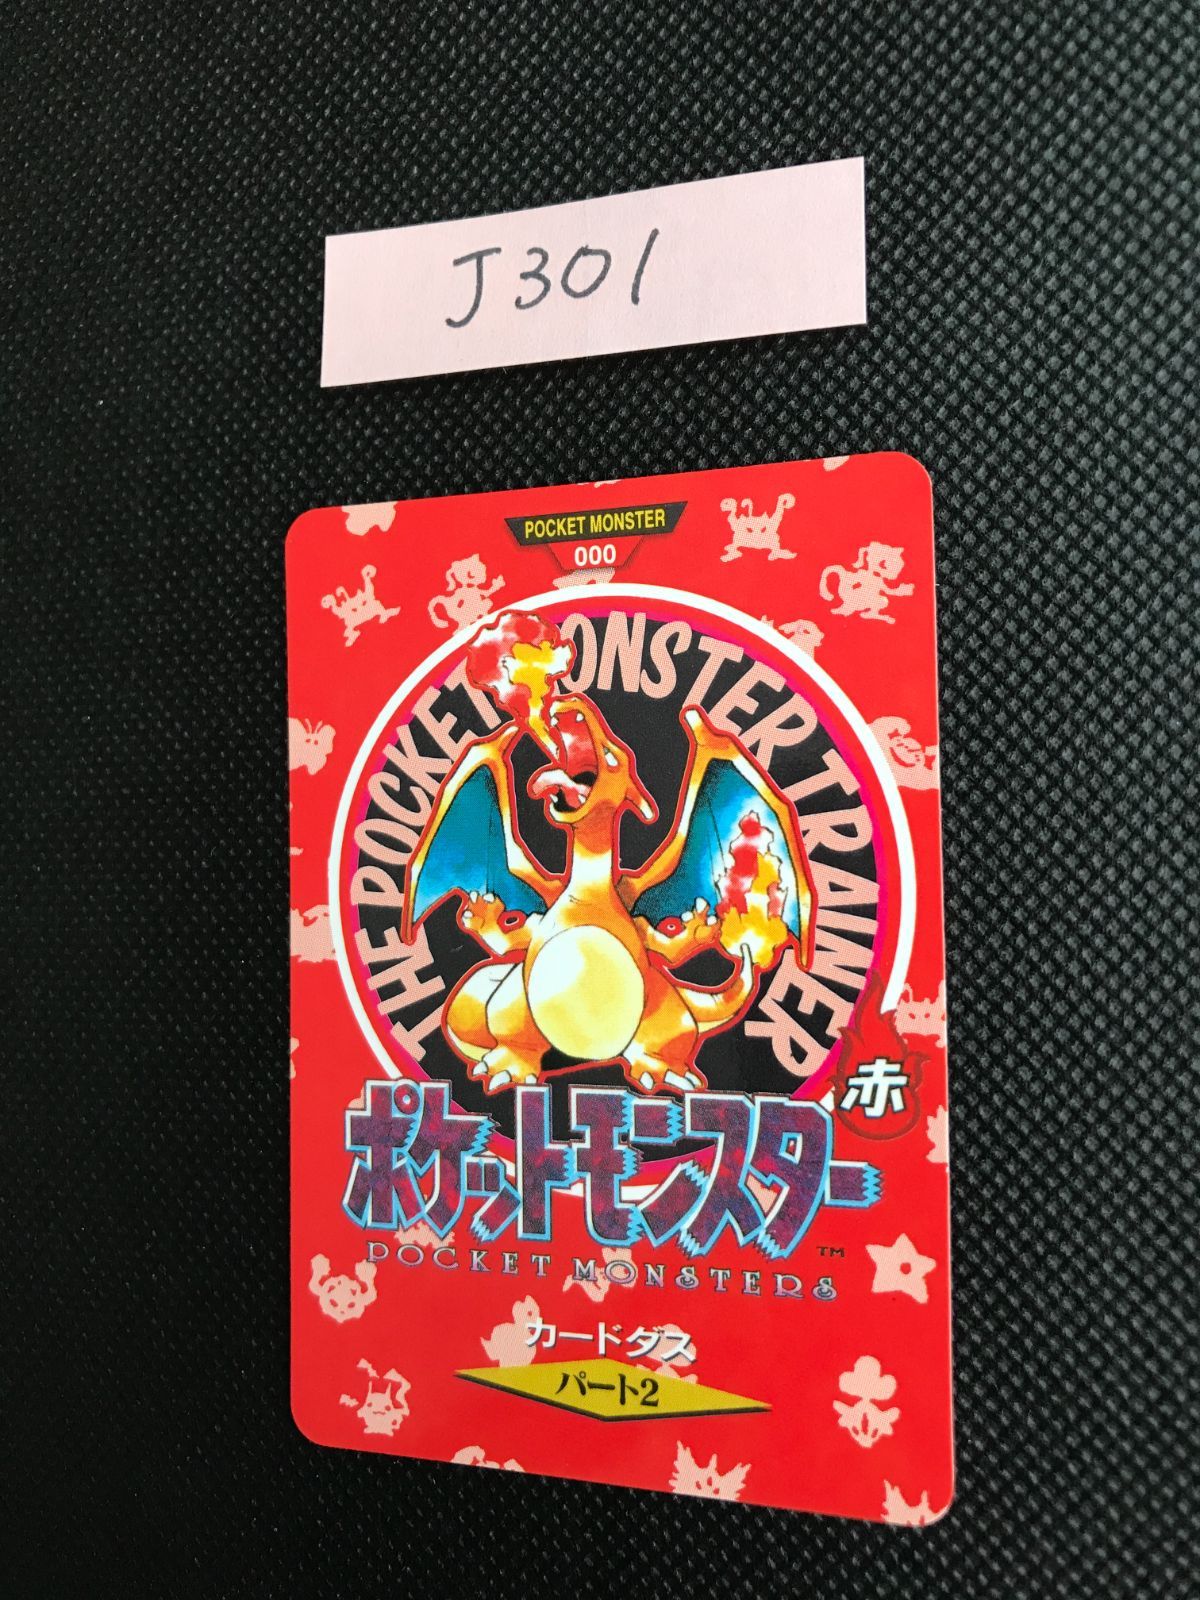 J301
POCKET MONSTER
000
THE POCKET MONSTER TRAINER
赤
ポケットモンスター
™
POCKET MONSTERS
カードダス
パート2